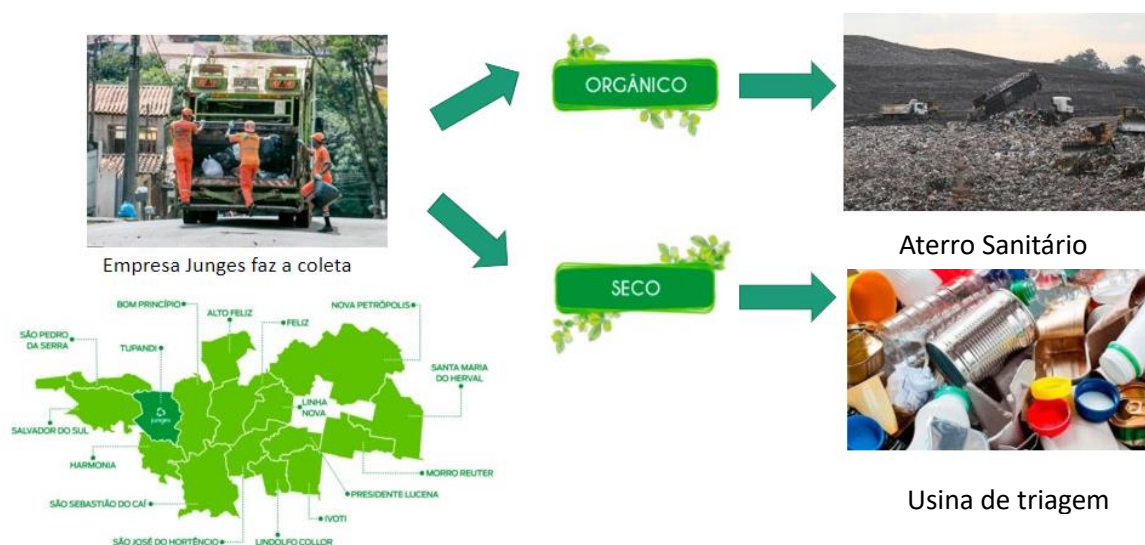 ORGÂNICO
Aterro Sanitário
Empresa Junges faz a coleta
SECO
Usina de triagem
BOM PRINCÍPIO
ALTO FELIZ
FELIZ
NOVA PETRÓPOLIS
SÃO PEDRO
DA SERRA
TUPANDI
SANTA MARIA
DO HERVAL
LINHA
NOVA
junges
SALVADOR DO SUL
HARMONIA
MORRO REUTER
PRESIDENTE LUCENA
SÃO SEBASTIÃO DO CAÍ
IVOTI
SÃO JOSÉ DO HORTÊNCIO
LINDOLFO COLLOR